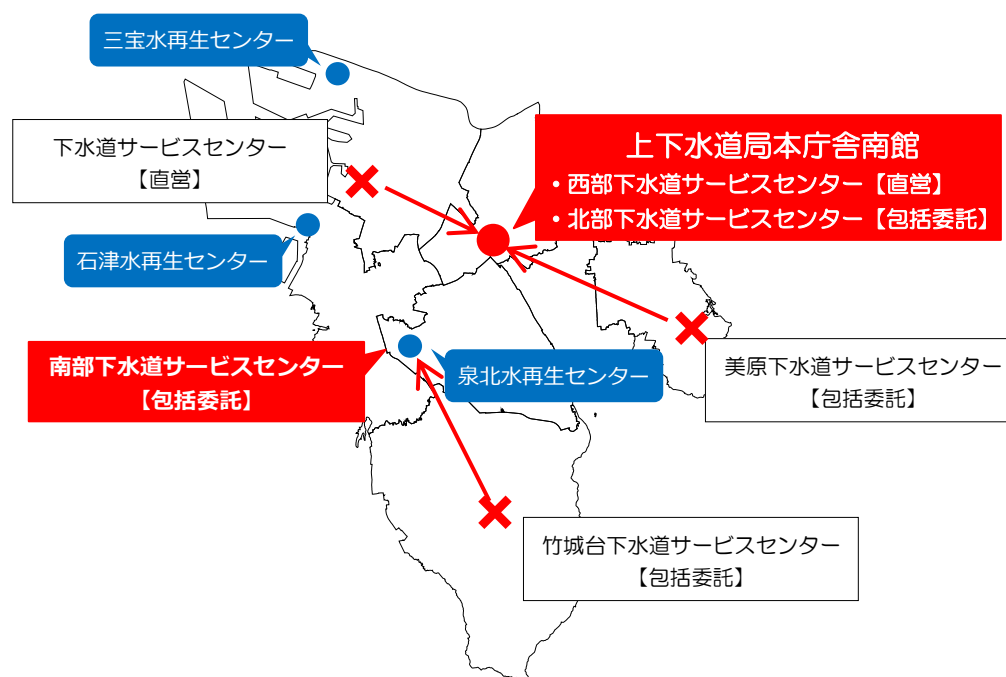 三宝水再生センター
下水道サービスセンター
【直営】
上下水道局本庁舎南館
・西部下水道サービスセンター【直営】
・北部下水道サービスセンター【包括委託】
石津水再生センター
南部下水道サービスセンター
【包括委託】
泉北水再生センター
美原下水道サービスセンター
【包括委託】
竹城台下水道サービスセンター
【包括委託】